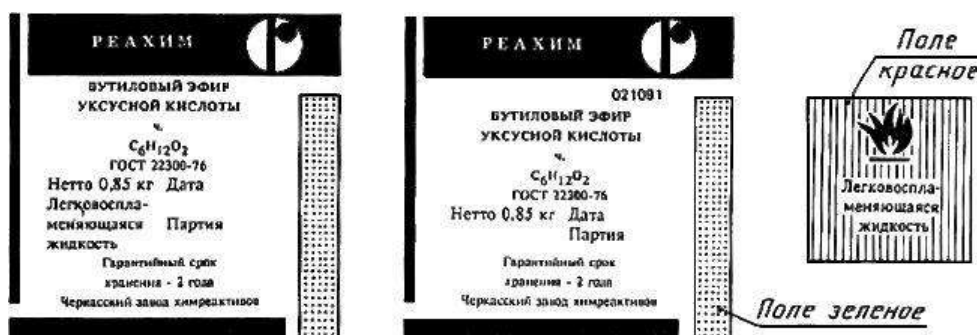 РЕАХИМ
БУТИЛОВЫЙ ЭФИР
УКСУСНОЙ КИСЛОТЫ
ч.
C₆H₁₂O₂
ГОСТ 22300-76
Нетто 0,85 кг Дата
Легковоспла-
меняющаяся Партия
жидкость
Гарантийный срок
хранения - 2 года
Черкасский завод химреактивов
РЕАХИМ
021091
БУТИЛОВЫЙ ЭФИР
УКСУСНОЙ КИСЛОТЫ
ч.
C₆H₁₂O₂
ГОСТ 22300-76
Нетто 0,85 кг Дата
Партия
Гарантийный срок
хранения - 2 года
Черкасский завод химреактивов
Поле
красное
Легковоспла-
меняющаяся
жидкость
Поле зеленое